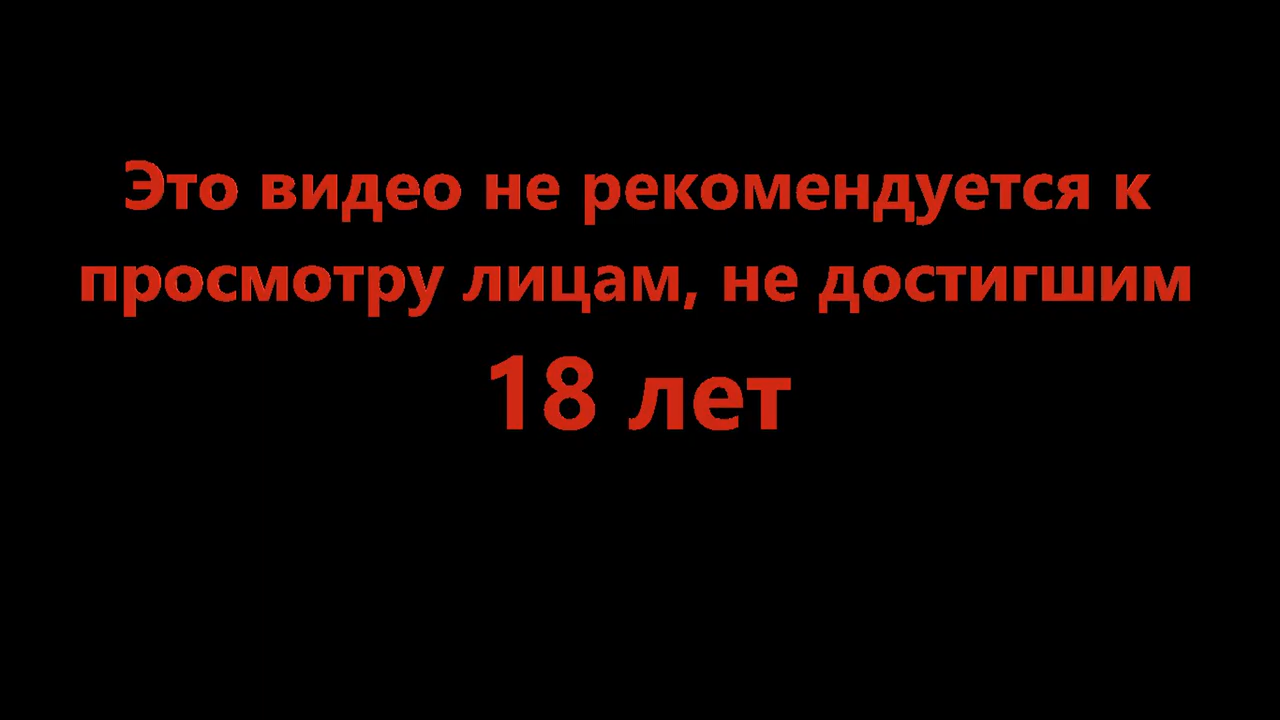 Это видео не рекомендуется к
просмотру лицам, не достигшим
18 лет